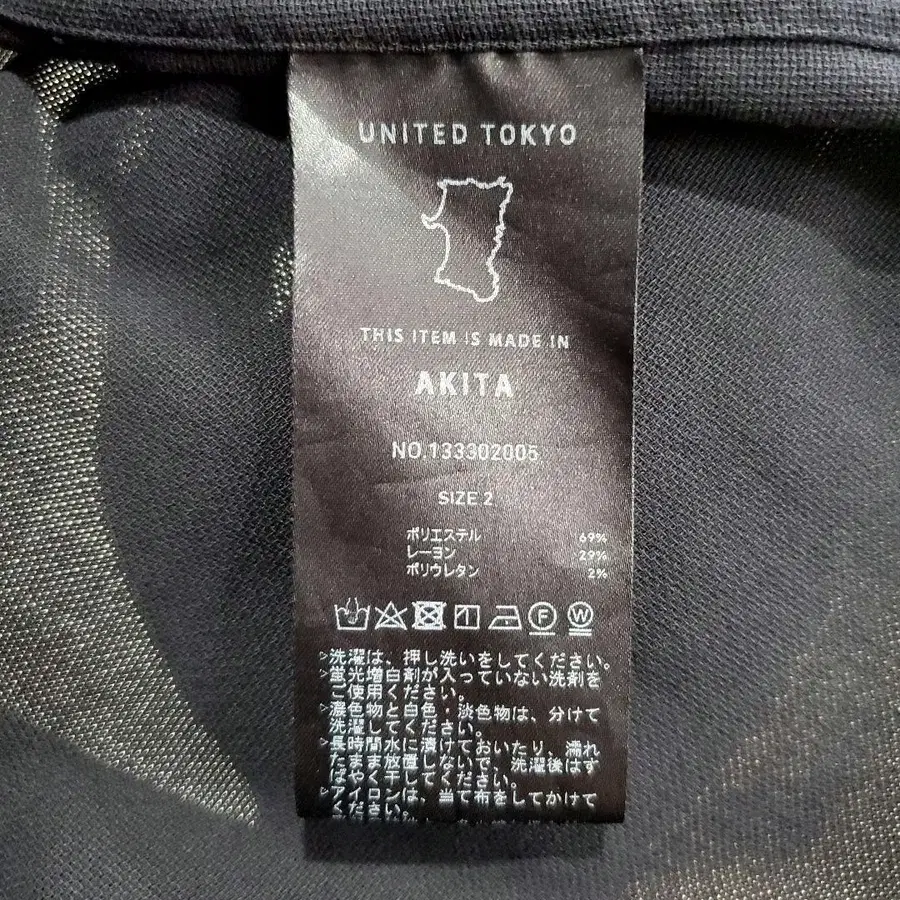 UNITED TOKYO
THIS ITEM IS MADE IN
AKITA
NO.133302005
SIZE 2
ポリエステル 69%
レーヨン 29%
ポリウレタン 2%
F W
>洗濯は、押し洗いをしてください。
>蛍光増白剤が入っていない洗剤を
ご使用ください。
>濃色物と白色・淡色物は、分けて
洗濯してください。
>長時間水に漬けておいたり、濡れ
たまま放置しないで、洗濯後はす
ばやく干してください。
>アイロンは、当て布をしてかけて
ください。